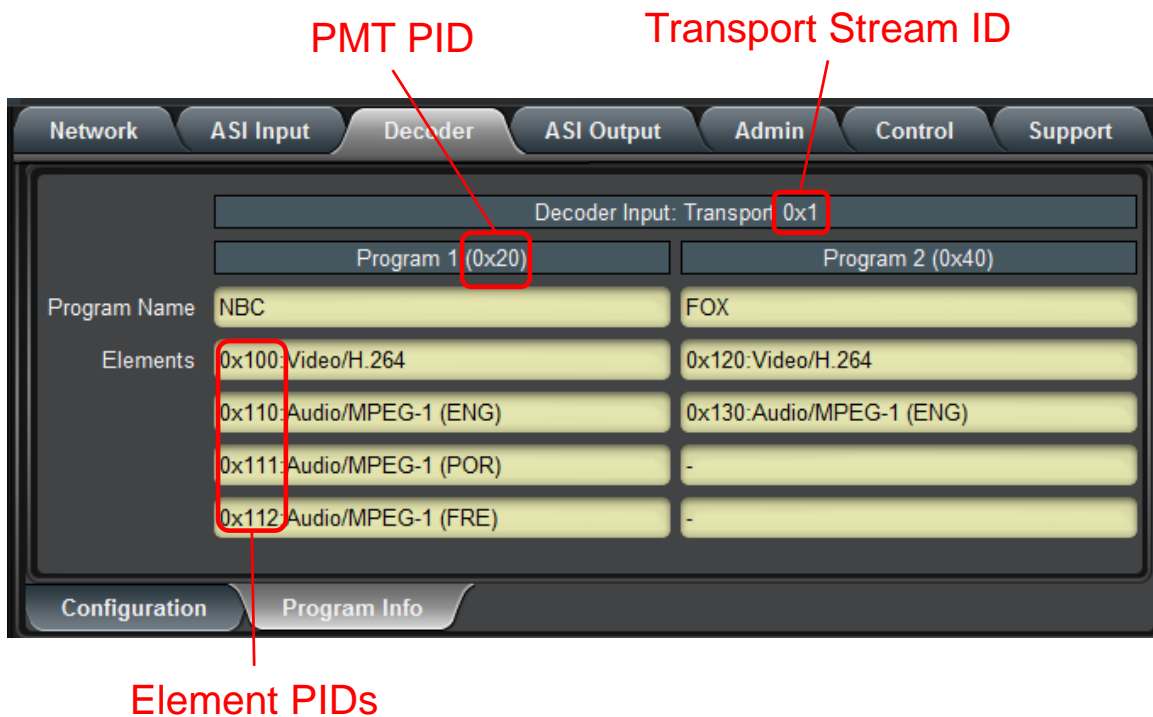 PMT PID
Transport Stream ID
Network ASI Input Decoder ASI Output Admin Control Support
Decoder Input: Transport 0x1
Program 1 (0x20) Program 2 (0x40)
Program Name NBC FOX
Elements 0x100:Video/H.264 0x120:Video/H.264
0x110:Audio/MPEG-1 (ENG) 0x130:Audio/MPEG-1 (ENG)
0x111:Audio/MPEG-1 (POR) -
0x112:Audio/MPEG-1 (FRE) -
Configuration Program Info
Element PIDs